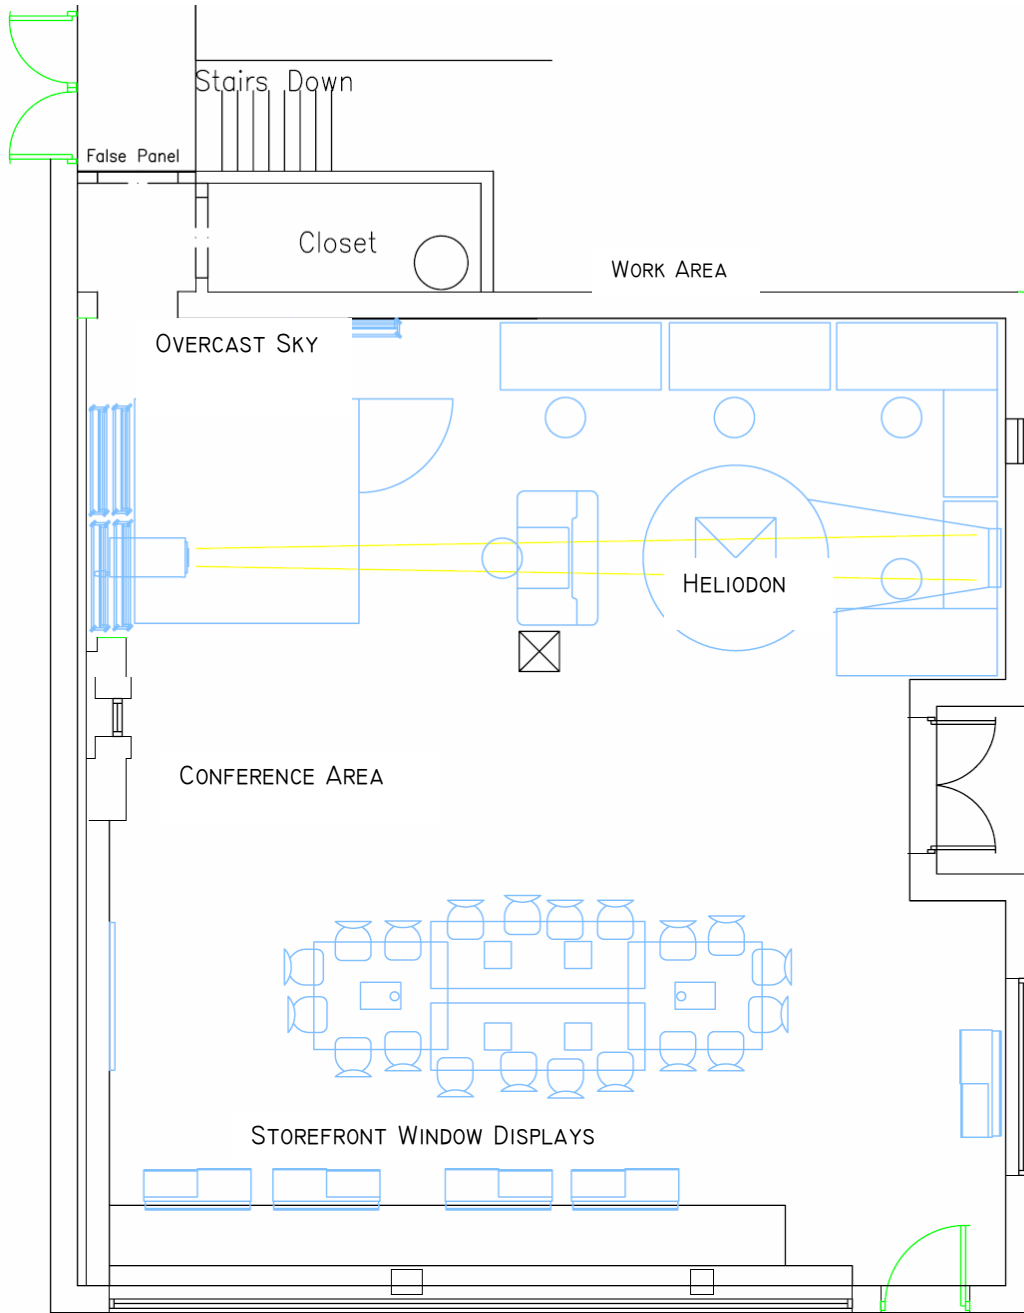 Stairs Down
False Panel
Closet
WORK AREA
OVERCAST SKY
HELIODON
CONFERENCE AREA
STOREFRONT WINDOW DISPLAYS